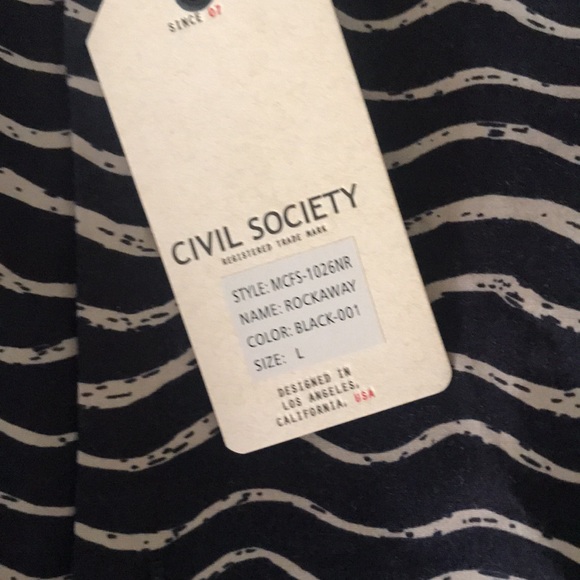 SINCE 07
CIVIL SOCIETY
REGISTERED TRADE MARK
STYLE: MCFS-1026NR
NAME: ROCKAWAY
COLOR: BLACK-001
SIZE: L
DESIGNED IN
LOS ANGELES,
CALIFORNIA. USA